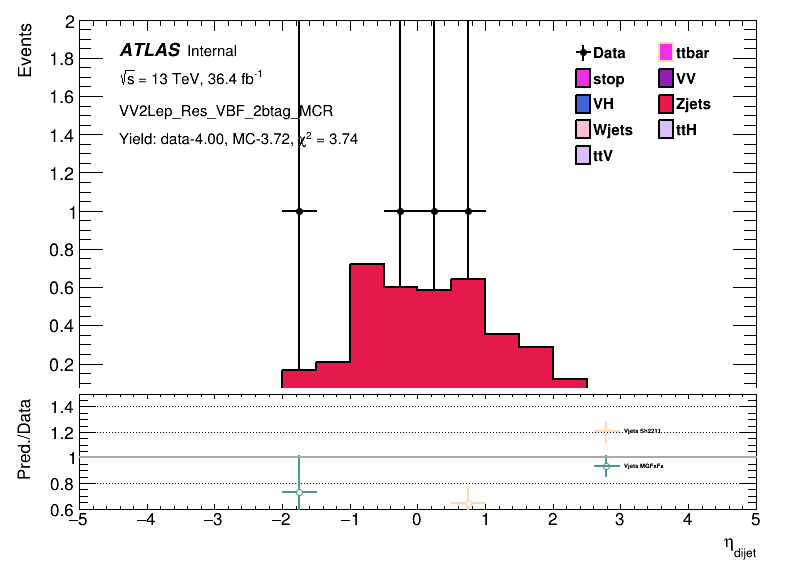 Events
2
1.8
1.6
1.4
1.2
1
0.8
0.6
0.4
0.2
ATLAS Internal
√s = 13 TeV, 36.4 fb⁻¹
VV2Lep_Res_VBF_2btag_MCR
Yield: data-4.00, MC-3.72, χ² = 3.74
Data
ttbar
stop
VV
VH
Zjets
Wjets
ttH
ttV
Pred./Data
1.4
1.2
1
0.8
0.6
Vjets Sh2211
Vjets MGFxFx
−5 −4 −3 −2 −1 0 1 2 3 4 5
η_dijet